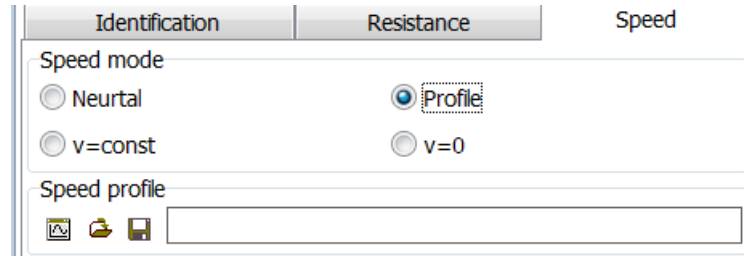 Identification Resistance Speed
Speed mode
Neurtal Profile
v=const v=0
Speed profile